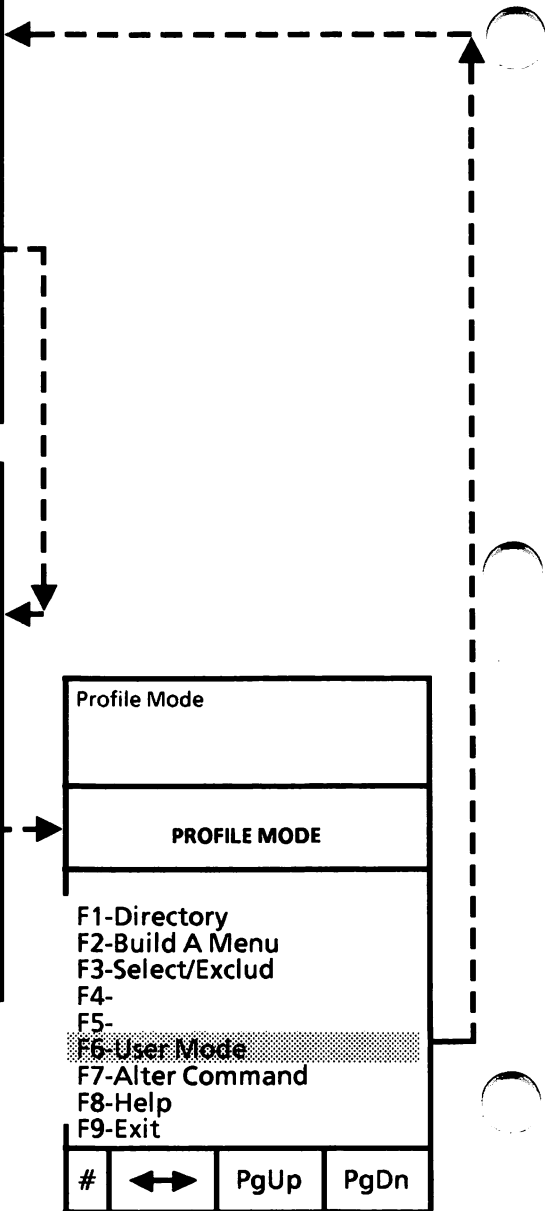 Profile Mode
PROFILE MODE
F1-Directory
F2-Build A Menu
F3-Select/Exclud
F4-
F5-
F6-User Mode
F7-Alter Command
F8-Help
F9-Exit
# PgUp PgDn